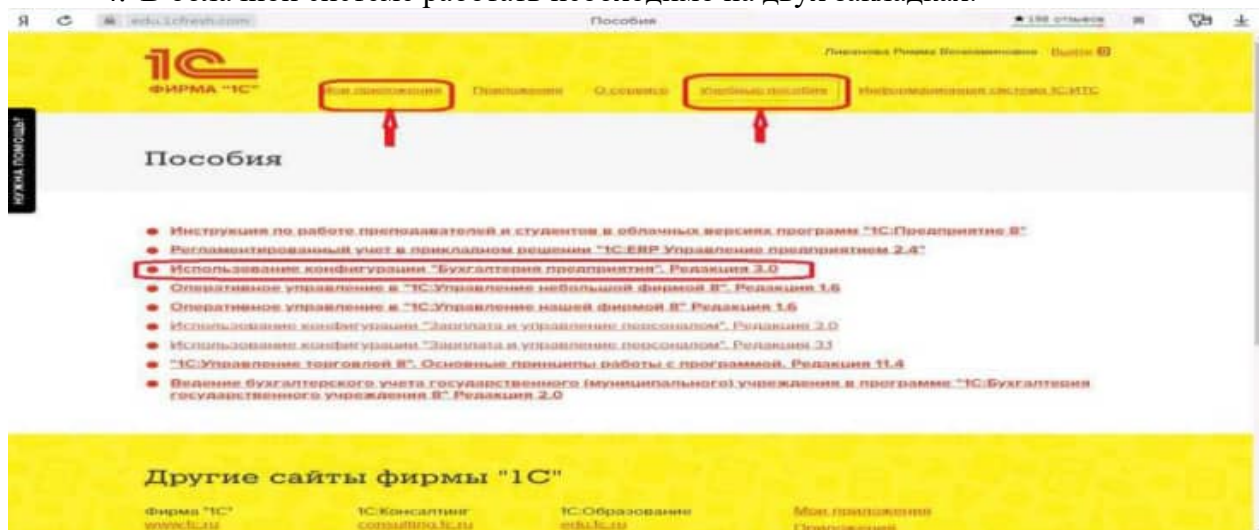 4. В облачной системе работать необходимо на двух закладках:
Я edu.1cfresh.com Пособия ★ 198 отзывов
1С
ФИРМА "1С"
Выйти
Мои приложения Приложения О сервисе Учебные пособия Информационная система 1С:ИТС
НУЖНА ПОМОЩЬ?
Пособия
Инструкция по работе преподавателей и студентов в облачных версиях программ "1С:Предприятие 8"
Регламентированный учет в прикладном решении "1С:ERP Управление предприятием 2.4"
Использование конфигурации "Бухгалтерия предприятия". Редакция 3.0
Оперативное управление в "1С:Управление небольшой фирмой 8". Редакция 1.6
Оперативное управление в "1С:Управление нашей фирмой 8" Редакция 1.6
Использование конфигурации "Зарплата и управление персоналом". Редакция 3.0
Использование конфигурации "Зарплата и управление персоналом". Редакция 3.1
"1С:Управление торговлей 8". Основные принципы работы с программой. Редакция 11.4
Ведение бухгалтерского учета государственного (муниципального) учреждения в программе "1С:Бухгалтерия
государственного учреждения 8" Редакция 2.0
Другие сайты фирмы "1С"
Фирма "1С" 1С:Консалтинг 1С:Образование Мои приложения
www.1c.ru consulting.1c.ru edu.1c.ru Приложения